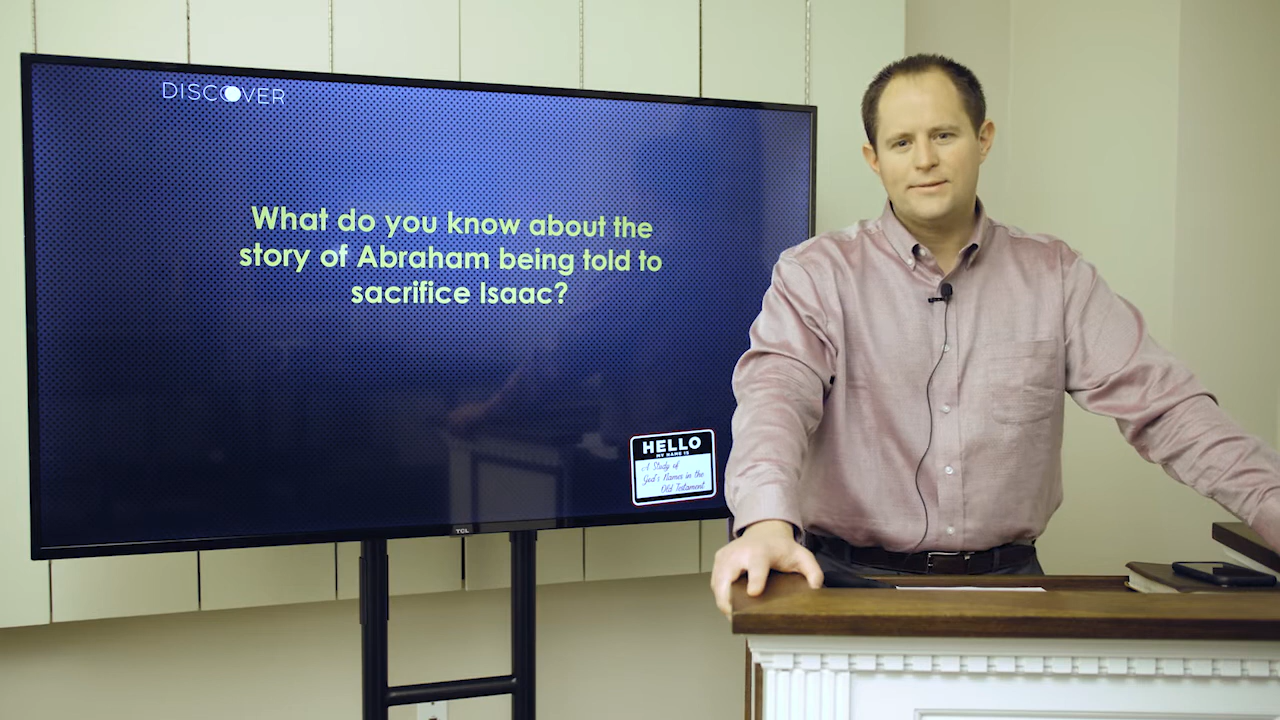 DISCOVER
What do you know about the
story of Abraham being told to
sacrifice Isaac?
HELLO
MY NAME IS
A Study of
God's Names in the
Old Testament
TCL